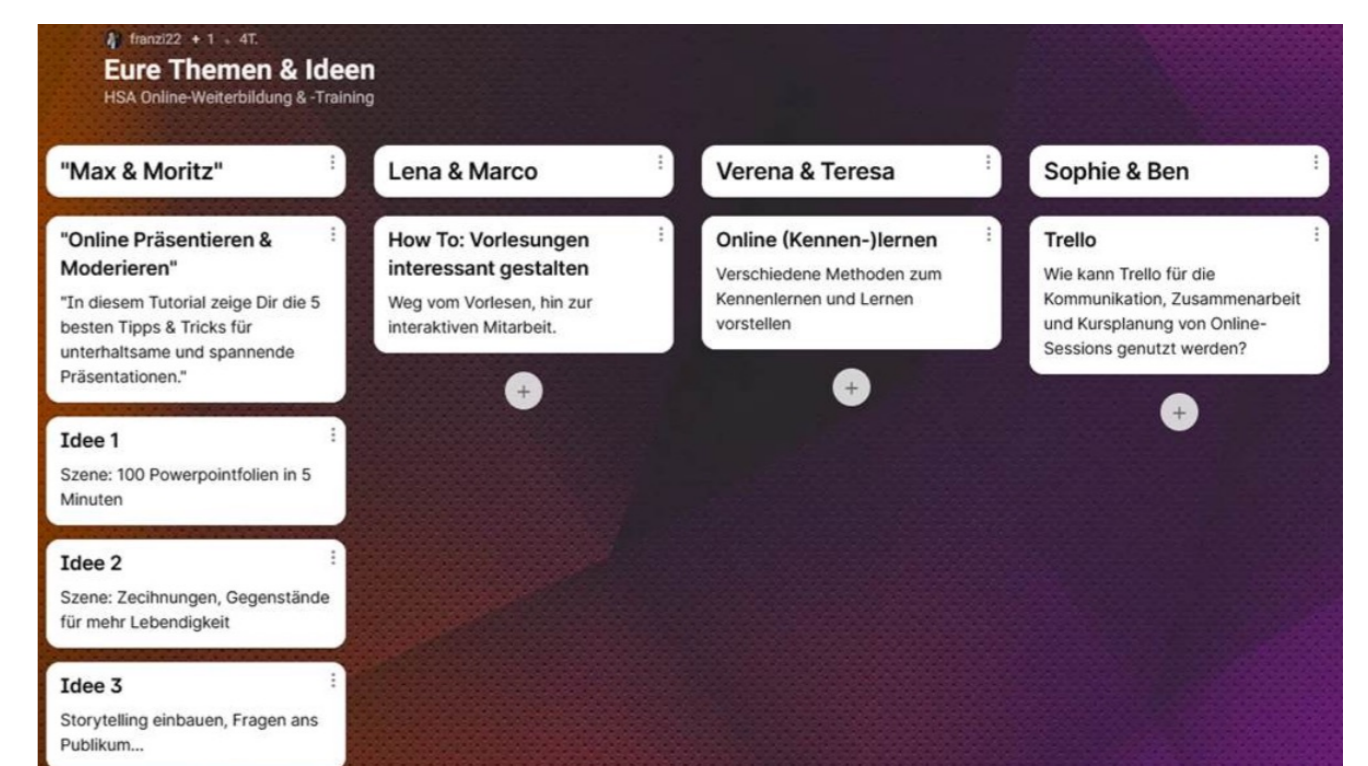 franzi22 + 1 . 4T.
Eure Themen & Ideen
HSA Online-Weiterbildung & -Training
"Max & Moritz"
"Online Präsentieren &
Moderieren"
"In diesem Tutorial zeige Dir die 5
besten Tipps & Tricks für
unterhaltsame und spannende
Präsentationen."
Idee 1
Szene: 100 Powerpointfolien in 5
Minuten
Idee 2
Szene: Zecihnungen, Gegenstände
für mehr Lebendigkeit
Idee 3
Storytelling einbauen, Fragen ans
Publikum...
Lena & Marco
How To: Vorlesungen
interessant gestalten
Weg vom Vorlesen, hin zur
interaktiven Mitarbeit.
Verena & Teresa
Online (Kennen-)lernen
Verschiedene Methoden zum
Kennenlernen und Lernen
vorstellen
Sophie & Ben
Trello
Wie kann Trello für die
Kommunikation, Zusammenarbeit
und Kursplanung von Online-
Sessions genutzt werden?